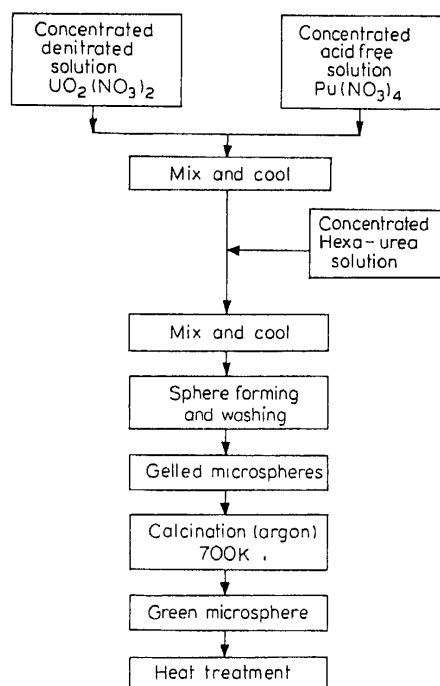 Concentrated
denitrated
solution
UO2(NO3)2
Concentrated
acid free
solution
Pu(NO3)4
Mix and cool
Concentrated
Hexa-urea
solution
Mix and cool
Sphere forming
and washing
Gelled microspheres
Calcination (argon)
700K
Green microsphere
Heat treatment